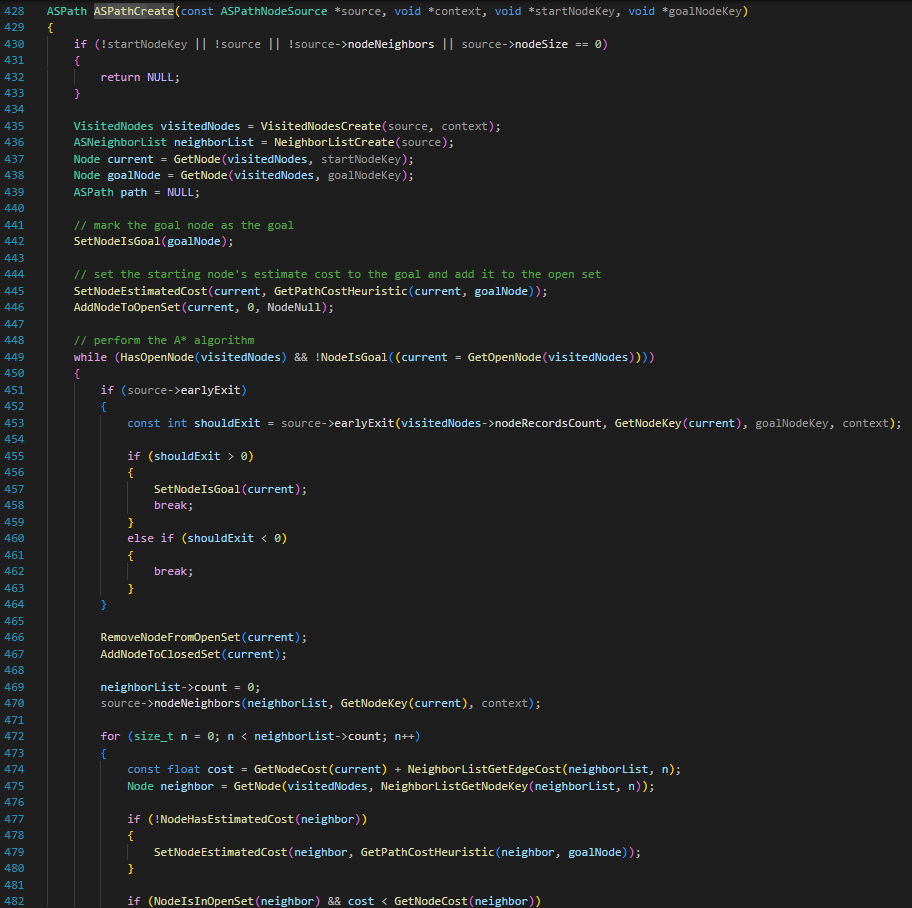 428 ASPath ASPathCreate(const ASPathNodeSource *source, void *context, void *startNodeKey, void *goalNodeKey)
429 {
430     if (!startNodeKey || !source || !source->nodeNeighbors || source->nodeSize == 0)
431     {
432         return NULL;
433     }
434
435     VisitedNodes visitedNodes = VisitedNodesCreate(source, context);
436     ASNeighborList neighborList = NeighborListCreate(source);
437     Node current = GetNode(visitedNodes, startNodeKey);
438     Node goalNode = GetNode(visitedNodes, goalNodeKey);
439     ASPath path = NULL;
440
441     // mark the goal node as the goal
442     SetNodeIsGoal(goalNode);
443
444     // set the starting node's estimate cost to the goal and add it to the open set
445     SetNodeEstimatedCost(current, GetPathCostHeuristic(current, goalNode));
446     AddNodeToOpenSet(current, 0, NodeNull);
447
448     // perform the A* algorithm
449     while (HasOpenNode(visitedNodes) && !NodeIsGoal((current = GetOpenNode(visitedNodes))))
450     {
451         if (source->earlyExit)
452         {
453             const int shouldExit = source->earlyExit(visitedNodes->nodeRecordsCount, GetNodeKey(current), goalNodeKey, context);
454
455             if (shouldExit > 0)
456             {
457                 SetNodeIsGoal(current);
458                 break;
459             }
460             else if (shouldExit < 0)
461             {
462                 break;
463             }
464         }
465
466         RemoveNodeFromOpenSet(current);
467         AddNodeToClosedSet(current);
468
469         neighborList->count = 0;
470         source->nodeNeighbors(neighborList, GetNodeKey(current), context);
471
472         for (size_t n = 0; n < neighborList->count; n++)
473         {
474             const float cost = GetNodeCost(current) + NeighborListGetEdgeCost(neighborList, n);
475             Node neighbor = GetNode(visitedNodes, NeighborListGetNodeKey(neighborList, n));
476
477             if (!NodeHasEstimatedCost(neighbor))
478             {
479                 SetNodeEstimatedCost(neighbor, GetPathCostHeuristic(neighbor, goalNode));
480             }
481
482             if (NodeIsInOpenSet(neighbor) && cost < GetNodeCost(neighbor))